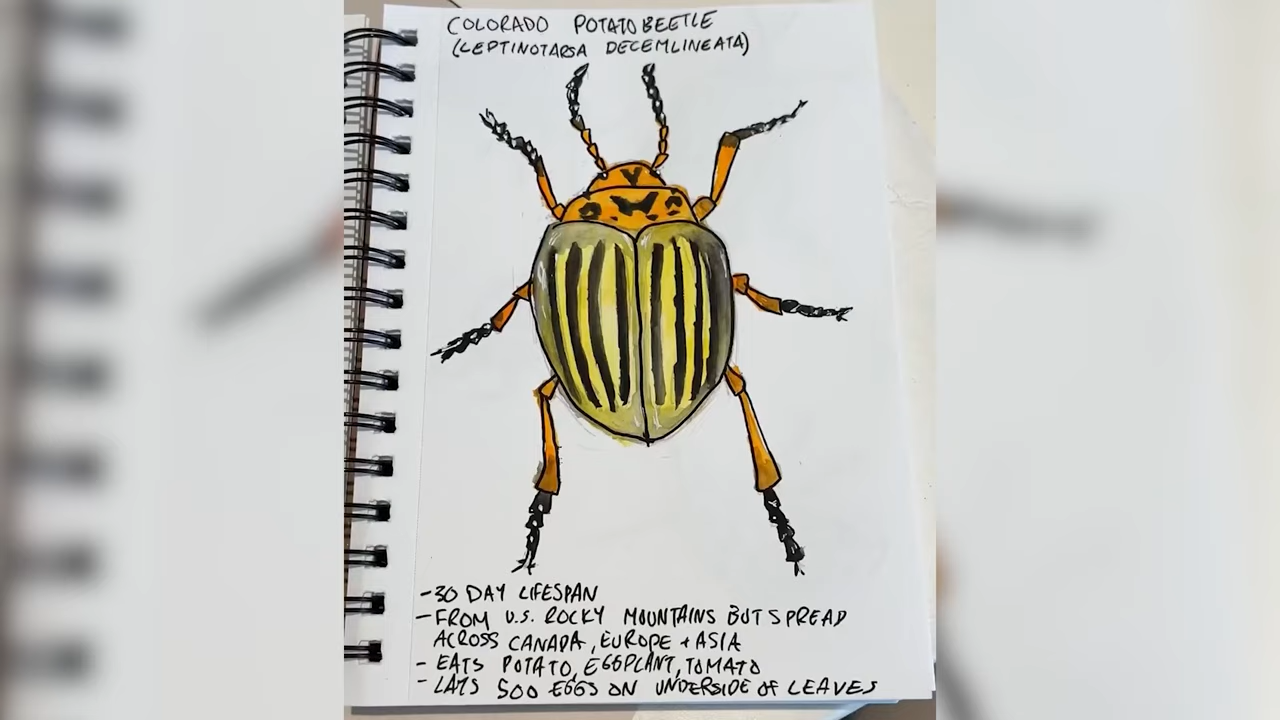 COLORADO POTATO BEETLE
(LEPTINOTARSA DECEMLINEATA)
-30 DAY LIFESPAN
-FROM U.S. ROCKY MOUNTAINS BUT SPREAD
ACROSS CANADA, EUROPE + ASIA
- EATS POTATO, EGGPLANT, TOMATO
- LAYS 500 EGGS ON UNDERSIDE OF LEAVES